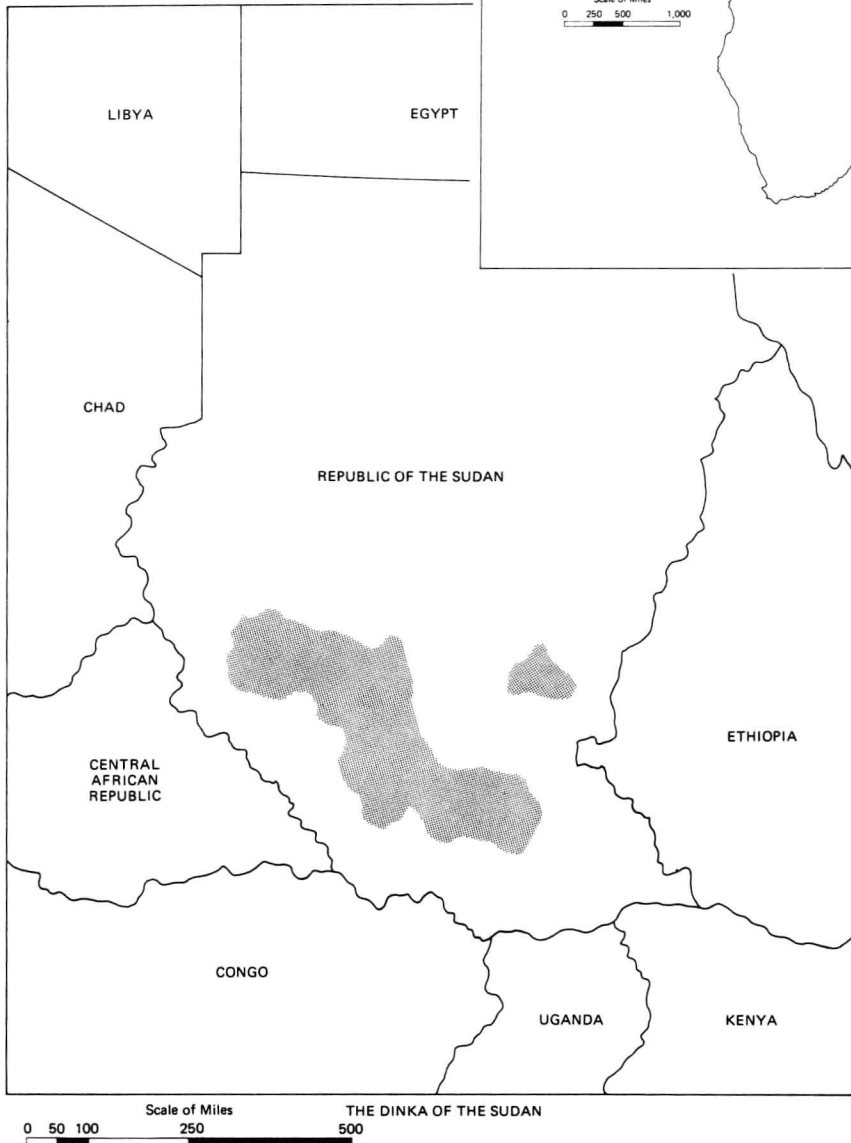 Scale of Miles
0 250 500 1,000
LIBYA
EGYPT
CHAD
REPUBLIC OF THE SUDAN
ETHIOPIA
CENTRAL
AFRICAN
REPUBLIC
CONGO
UGANDA
KENYA
Scale of Miles
THE DINKA OF THE SUDAN
0 50 100 250 500